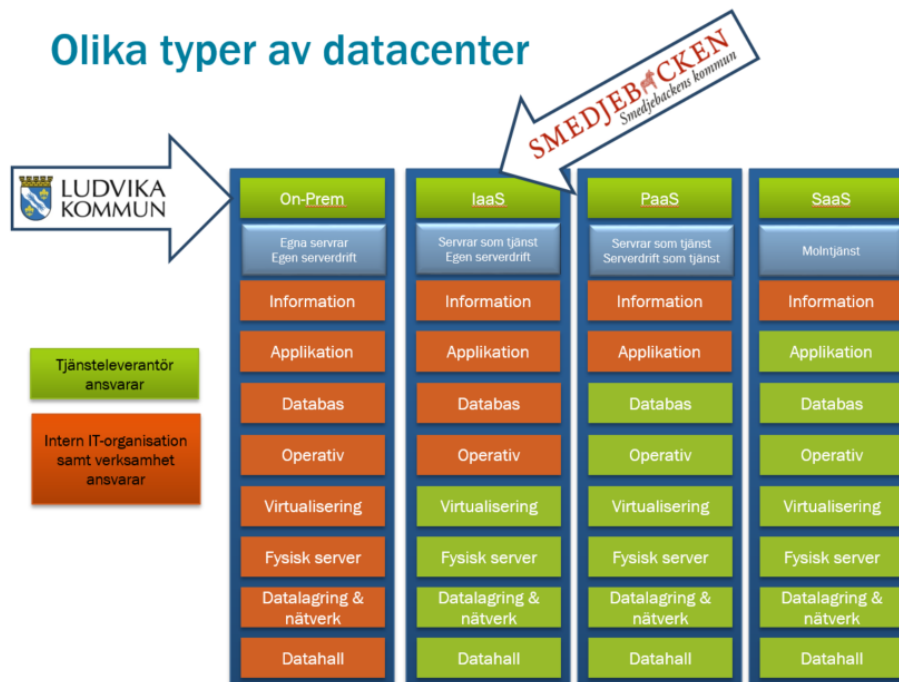 Olika typer av datacenter
SMEDJEBACKEN
Smedjebackens kommun
LUDVIKA
KOMMUN
On-Prem
Egna servrar
Egen serverdrift
Information
Applikation
Databas
Operativ
Virtualisering
Fysisk server
Datalagring &
nätverk
Datahall
IaaS
Servrar som tjänst
Egen serverdrift
Information
Applikation
Databas
Operativ
Virtualisering
Fysisk server
Datalagring &
nätverk
Datahall
PaaS
Servrar som tjänst
Serverdrift som tjänst
Information
Applikation
Databas
Operativ
Virtualisering
Fysisk server
Datalagring &
nätverk
Datahall
SaaS
Molntjänst
Information
Applikation
Databas
Operativ
Virtualisering
Fysisk server
Datalagring &
nätverk
Datahall
Tjänsteleverantör
ansvarar
Intern IT-organisation
samt verksamhet
ansvarar